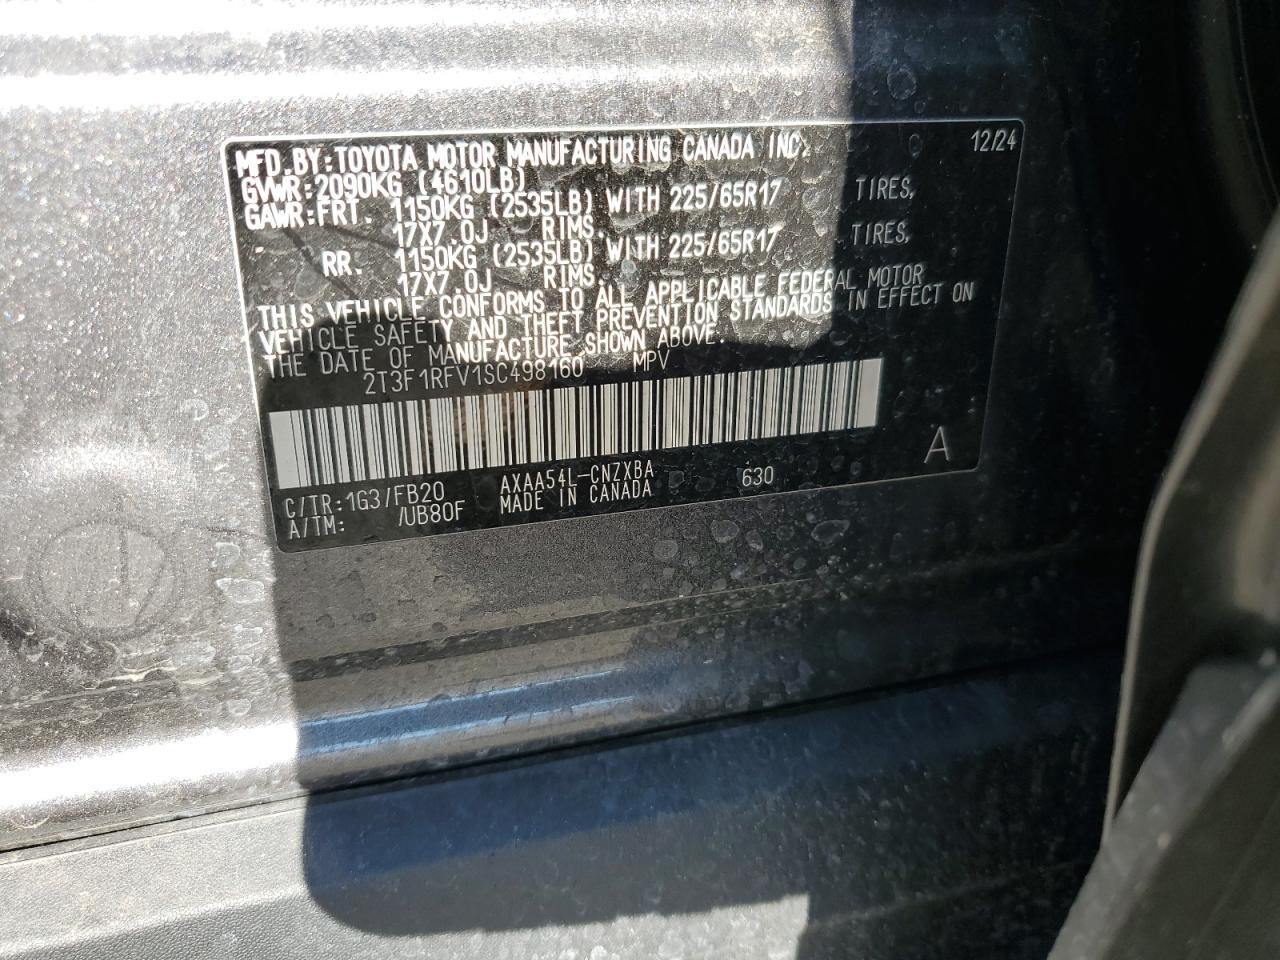 MFD.BY:TOYOTA MOTOR MANUFACTURING CANADA INC. 12/24
GVWR:2090KG (4610LB)
GAWR:FRT. 1150KG (2535LB) WITH 225/65R17 TIRES,
17X7.0J RIMS.
RR. 1150KG (2535LB) WITH 225/65R17 TIRES,
17X7.0J RIMS.
THIS VEHICLE CONFORMS TO ALL APPLICABLE FEDERAL MOTOR
VEHICLE SAFETY AND THEFT PREVENTION STANDARDS IN EFFECT ON
THE DATE OF MANUFACTURE SHOWN ABOVE.
2T3F1RFV1SC498160 MPV
C/TR:1G3/FB20 AXAA54L-CNZXBA 630 A
A/TM: /UB80F MADE IN CANADA